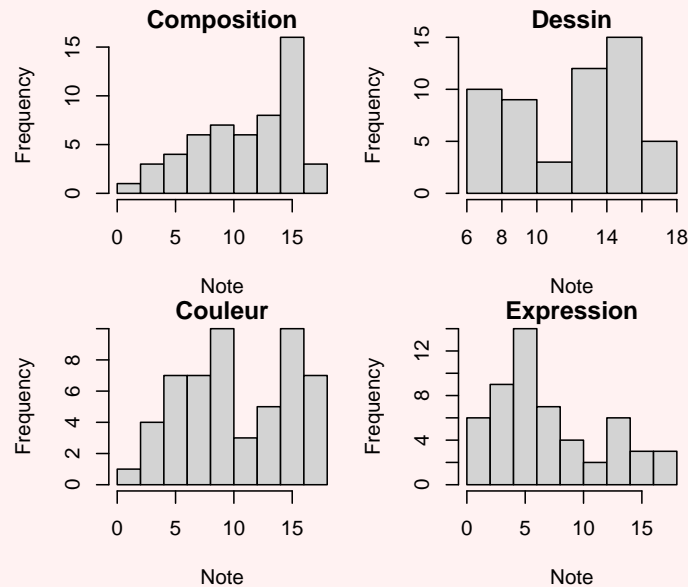 Composition
Frequency
0 5 10 15
0 5 10 15
Note
Dessin
Frequency
0 5 10 15
6 8 10 14 18
Note
Couleur
Frequency
0 2 4 6 8
0 5 10 15
Note
Expression
Frequency
0 4 8 12
0 5 10 15
Note